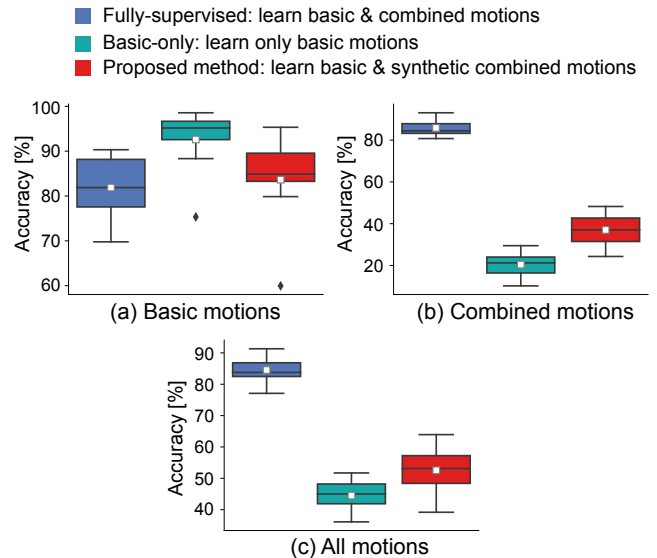 Fully-supervised: learn basic & combined motions
Basic-only: learn only basic motions
Proposed method: learn basic & synthetic combined motions
Accuracy [%]
100
90
80
70
60
(a) Basic motions
Accuracy [%]
80
60
40
20
(b) Combined motions
Accuracy [%]
90
80
70
60
50
40
(c) All motions